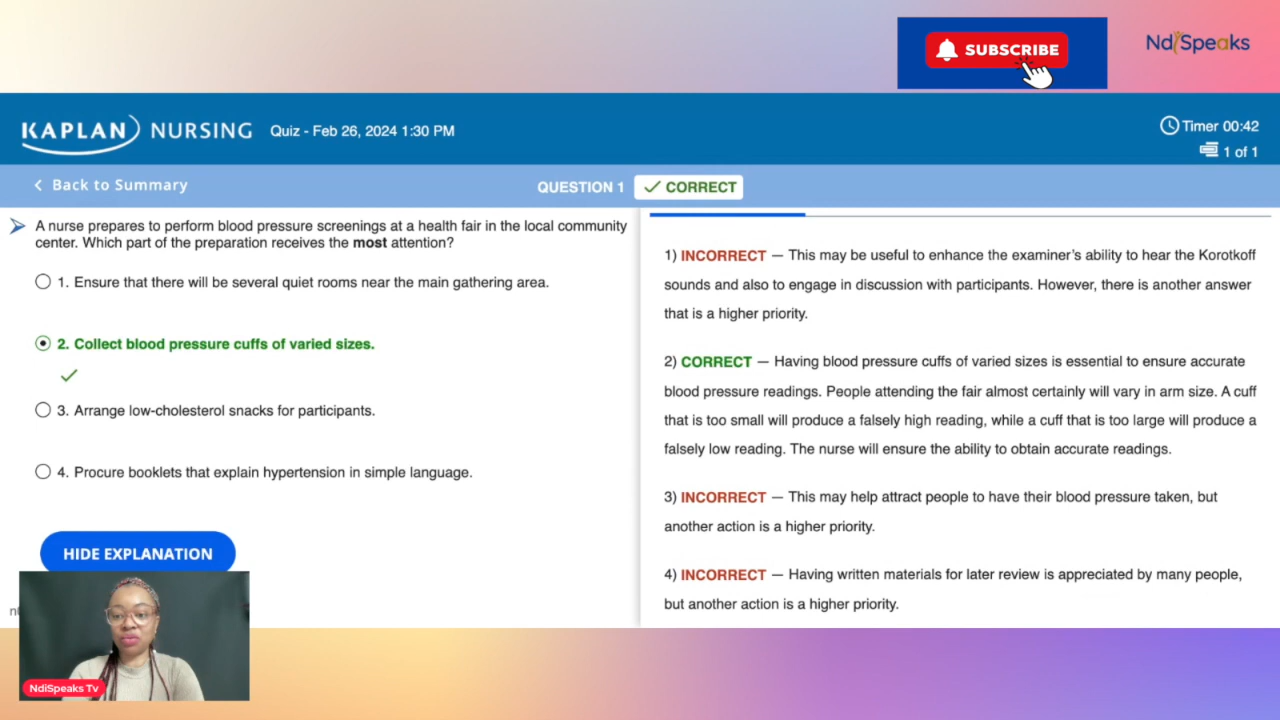 SUBSCRIBE
NdiSpeaks
KAPLAN NURSING
Quiz - Feb 26, 2024 1:30 PM
Timer 00:42
1 of 1
Back to Summary
QUESTION 1
CORRECT
A nurse prepares to perform blood pressure screenings at a health fair in the local community
center. Which part of the preparation receives the most attention?
1. Ensure that there will be several quiet rooms near the main gathering area.
2. Collect blood pressure cuffs of varied sizes.
3. Arrange low-cholesterol snacks for participants.
4. Procure booklets that explain hypertension in simple language.
HIDE EXPLANATION
NdiSpeaks Tv
1) INCORRECT — This may be useful to enhance the examiner's ability to hear the Korotkoff
sounds and also to engage in discussion with participants. However, there is another answer
that is a higher priority.
2) CORRECT — Having blood pressure cuffs of varied sizes is essential to ensure accurate
blood pressure readings. People attending the fair almost certainly will vary in arm size. A cuff
that is too small will produce a falsely high reading, while a cuff that is too large will produce a
falsely low reading. The nurse will ensure the ability to obtain accurate readings.
3) INCORRECT — This may help attract people to have their blood pressure taken, but
another action is a higher priority.
4) INCORRECT — Having written materials for later review is appreciated by many people,
but another action is a higher priority.